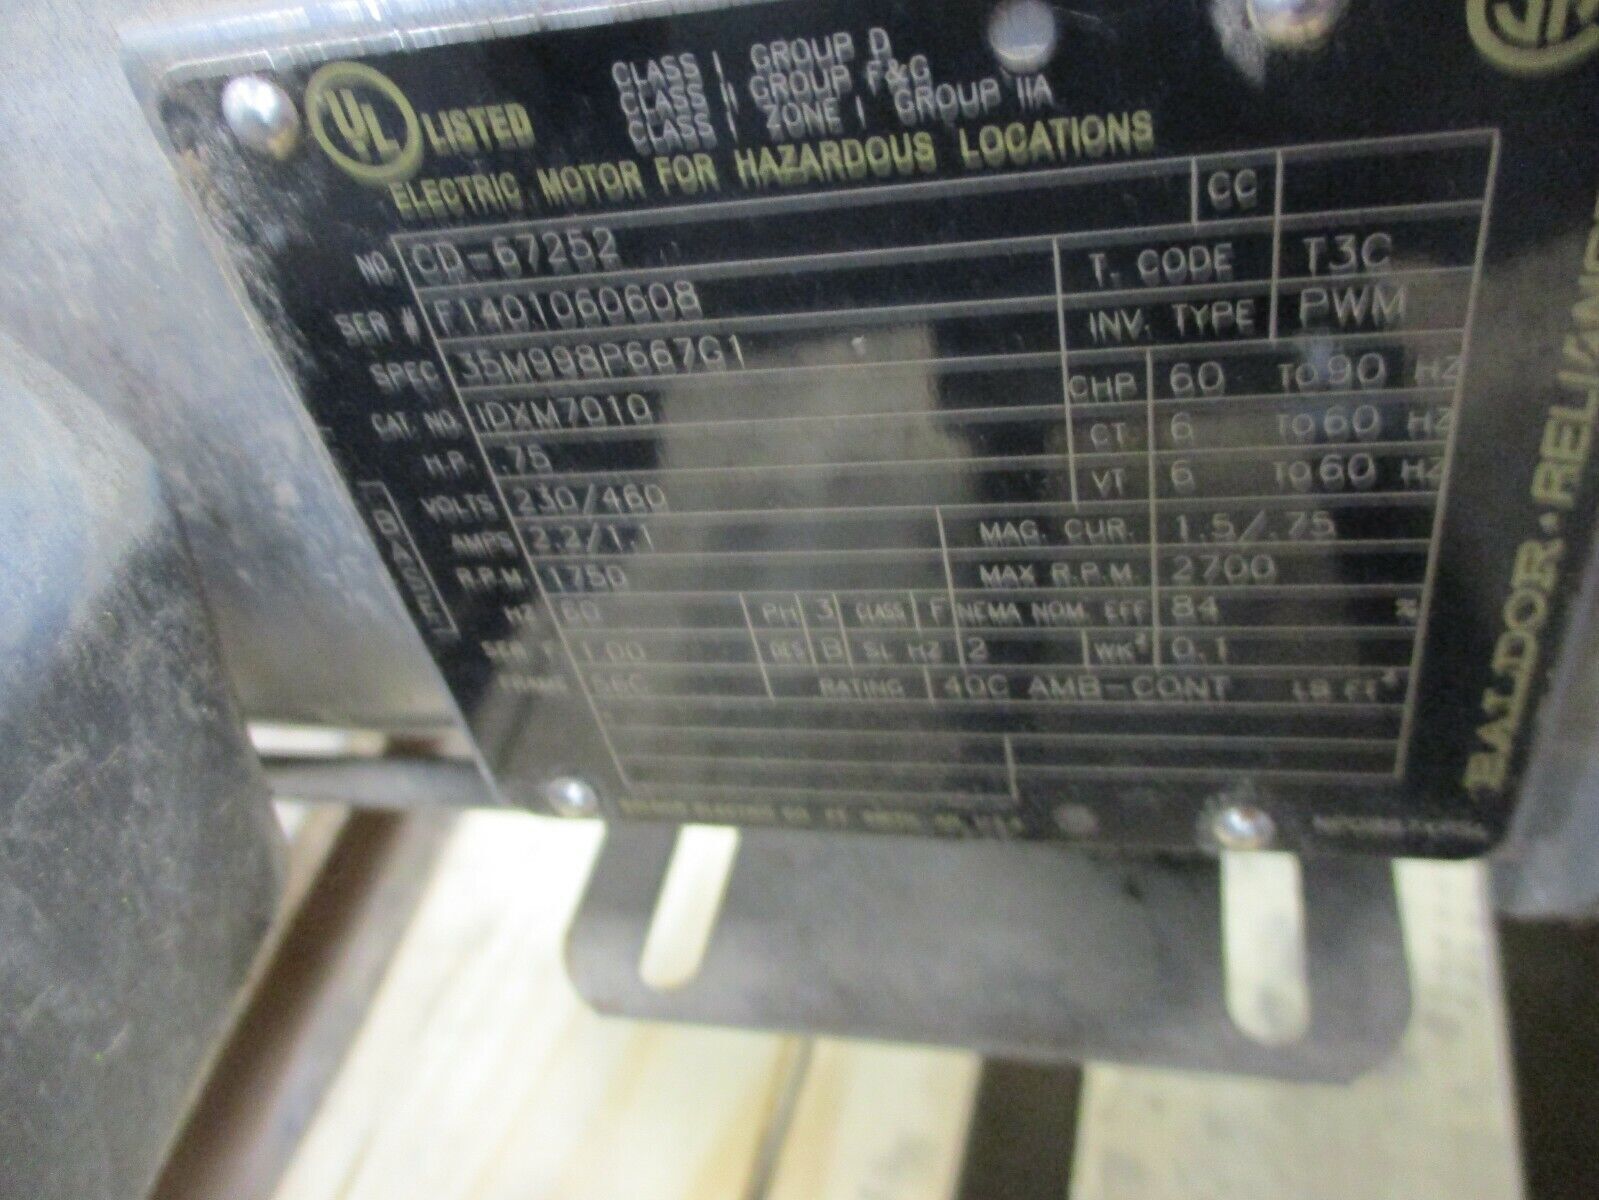 UL LISTED
CLASS I GROUP D
CLASS II GROUP F&G
CLASS I ZONE I GROUP IIA
ELECTRIC MOTOR FOR HAZARDOUS LOCATIONS
NO. CD-67252 CC
SER # F1401060608 T. CODE T3C
SPEC 35M998P667G1 INV. TYPE PWM
CAT. NO. IDXM7010 CHP 60 TO 90 HZ
H.P. .75 CT 6 TO 60 HZ
VOLTS 230/460 VT 6 TO 60 HZ
AMPS 2.2/1.1 MAG. CUR. 1.5/.75
R.P.M. 1750 MAX R.P.M. 2700
HZ 60 PH 3 CLASS F NEMA NOM. EFF 84 %
SER F 1.00 DES B SL HZ 2 WK² 0.1
FRAME 56C RATING 40C AMB-CONT LB FT²
BASE
BALDOR • RELIANCE